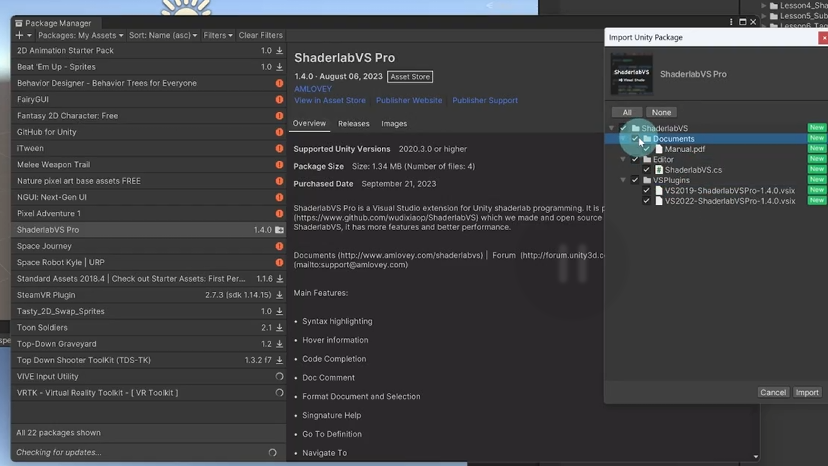 Package Manager
Packages: My Assets
Sort: Name (asc)
Filters
Clear Filters
2D Animation Starter Pack 1.0
Beat 'Em Up - Sprites 1.0
Behavior Designer - Behavior Trees for Everyone
FairyGUI
Fantasy 2D Character: Free
GitHub for Unity
iTween
Melee Weapon Trail
Nature pixel art base assets FREE
NGUI: Next-Gen UI
Pixel Adventure 1
ShaderlabVS Pro 1.4.0
Space Journey
Space Robot Kyle | URP
Standard Assets 2018.4 | Check out Starter Assets: First Per... 1.1.6
SteamVR Plugin 2.7.3 (sdk 1.14.15)
Tasty_2D_Swap_Sprites 1.0
Toon Soldiers 2.1
Top-Down Graveyard 1.2
Top Down Shooter ToolKit (TDS-TK) 1.3.2 f7
VIVE Input Utility
VRTK - Virtual Reality Toolkit - [ VR Toolkit ]
All 22 packages shown
Checking for updates...
ShaderlabVS Pro
1.4.0 · August 06, 2023 Asset Store
AMLOVEY
View in Asset Store Publisher Website Publisher Support
Overview Releases Images
Supported Unity Versions 2020.3.0 or higher
Package Size Size: 1.34 MB (Number of files: 4)
Purchased Date September 21, 2023
ShaderlabVS Pro is a Visual Studio extension for Unity shaderlab programming. It is p
(https://www.github.com/wudixiaop/ShaderlabVS) which we made and open source
ShaderlabVS, it has more features and better performance.
Documents (http://www.amlovey.com/shaderlabvs) | Forum (http://forum.unity3d.c
(mailto:support@amlovey.com)
Main Features:
• Syntax highlighting
• Hover information
• Code Completion
• Doc Comment
• Format Document and Selection
• Singnature Help
• Go To Definition
• Navigate To
Lesson4_Sha
Lesson5_Sub
Import Unity Package
ShaderlabVS
ShaderlabVS Pro
All None
ShaderlabVS New
Documents New
Manual.pdf New
Editor New
ShaderlabVS.cs New
VSPlugins New
VS2019-ShaderlabVSPro-1.4.0.vsix New
VS2022-ShaderlabVSPro-1.4.0.vsix New
Cancel Import